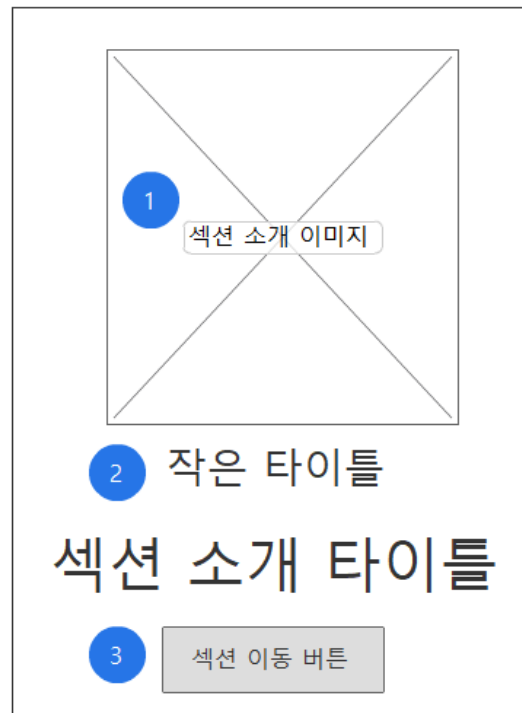 1
섹션 소개 이미지
2 작은 타이틀
섹션 소개 타이틀
3 섹션 이동 버튼